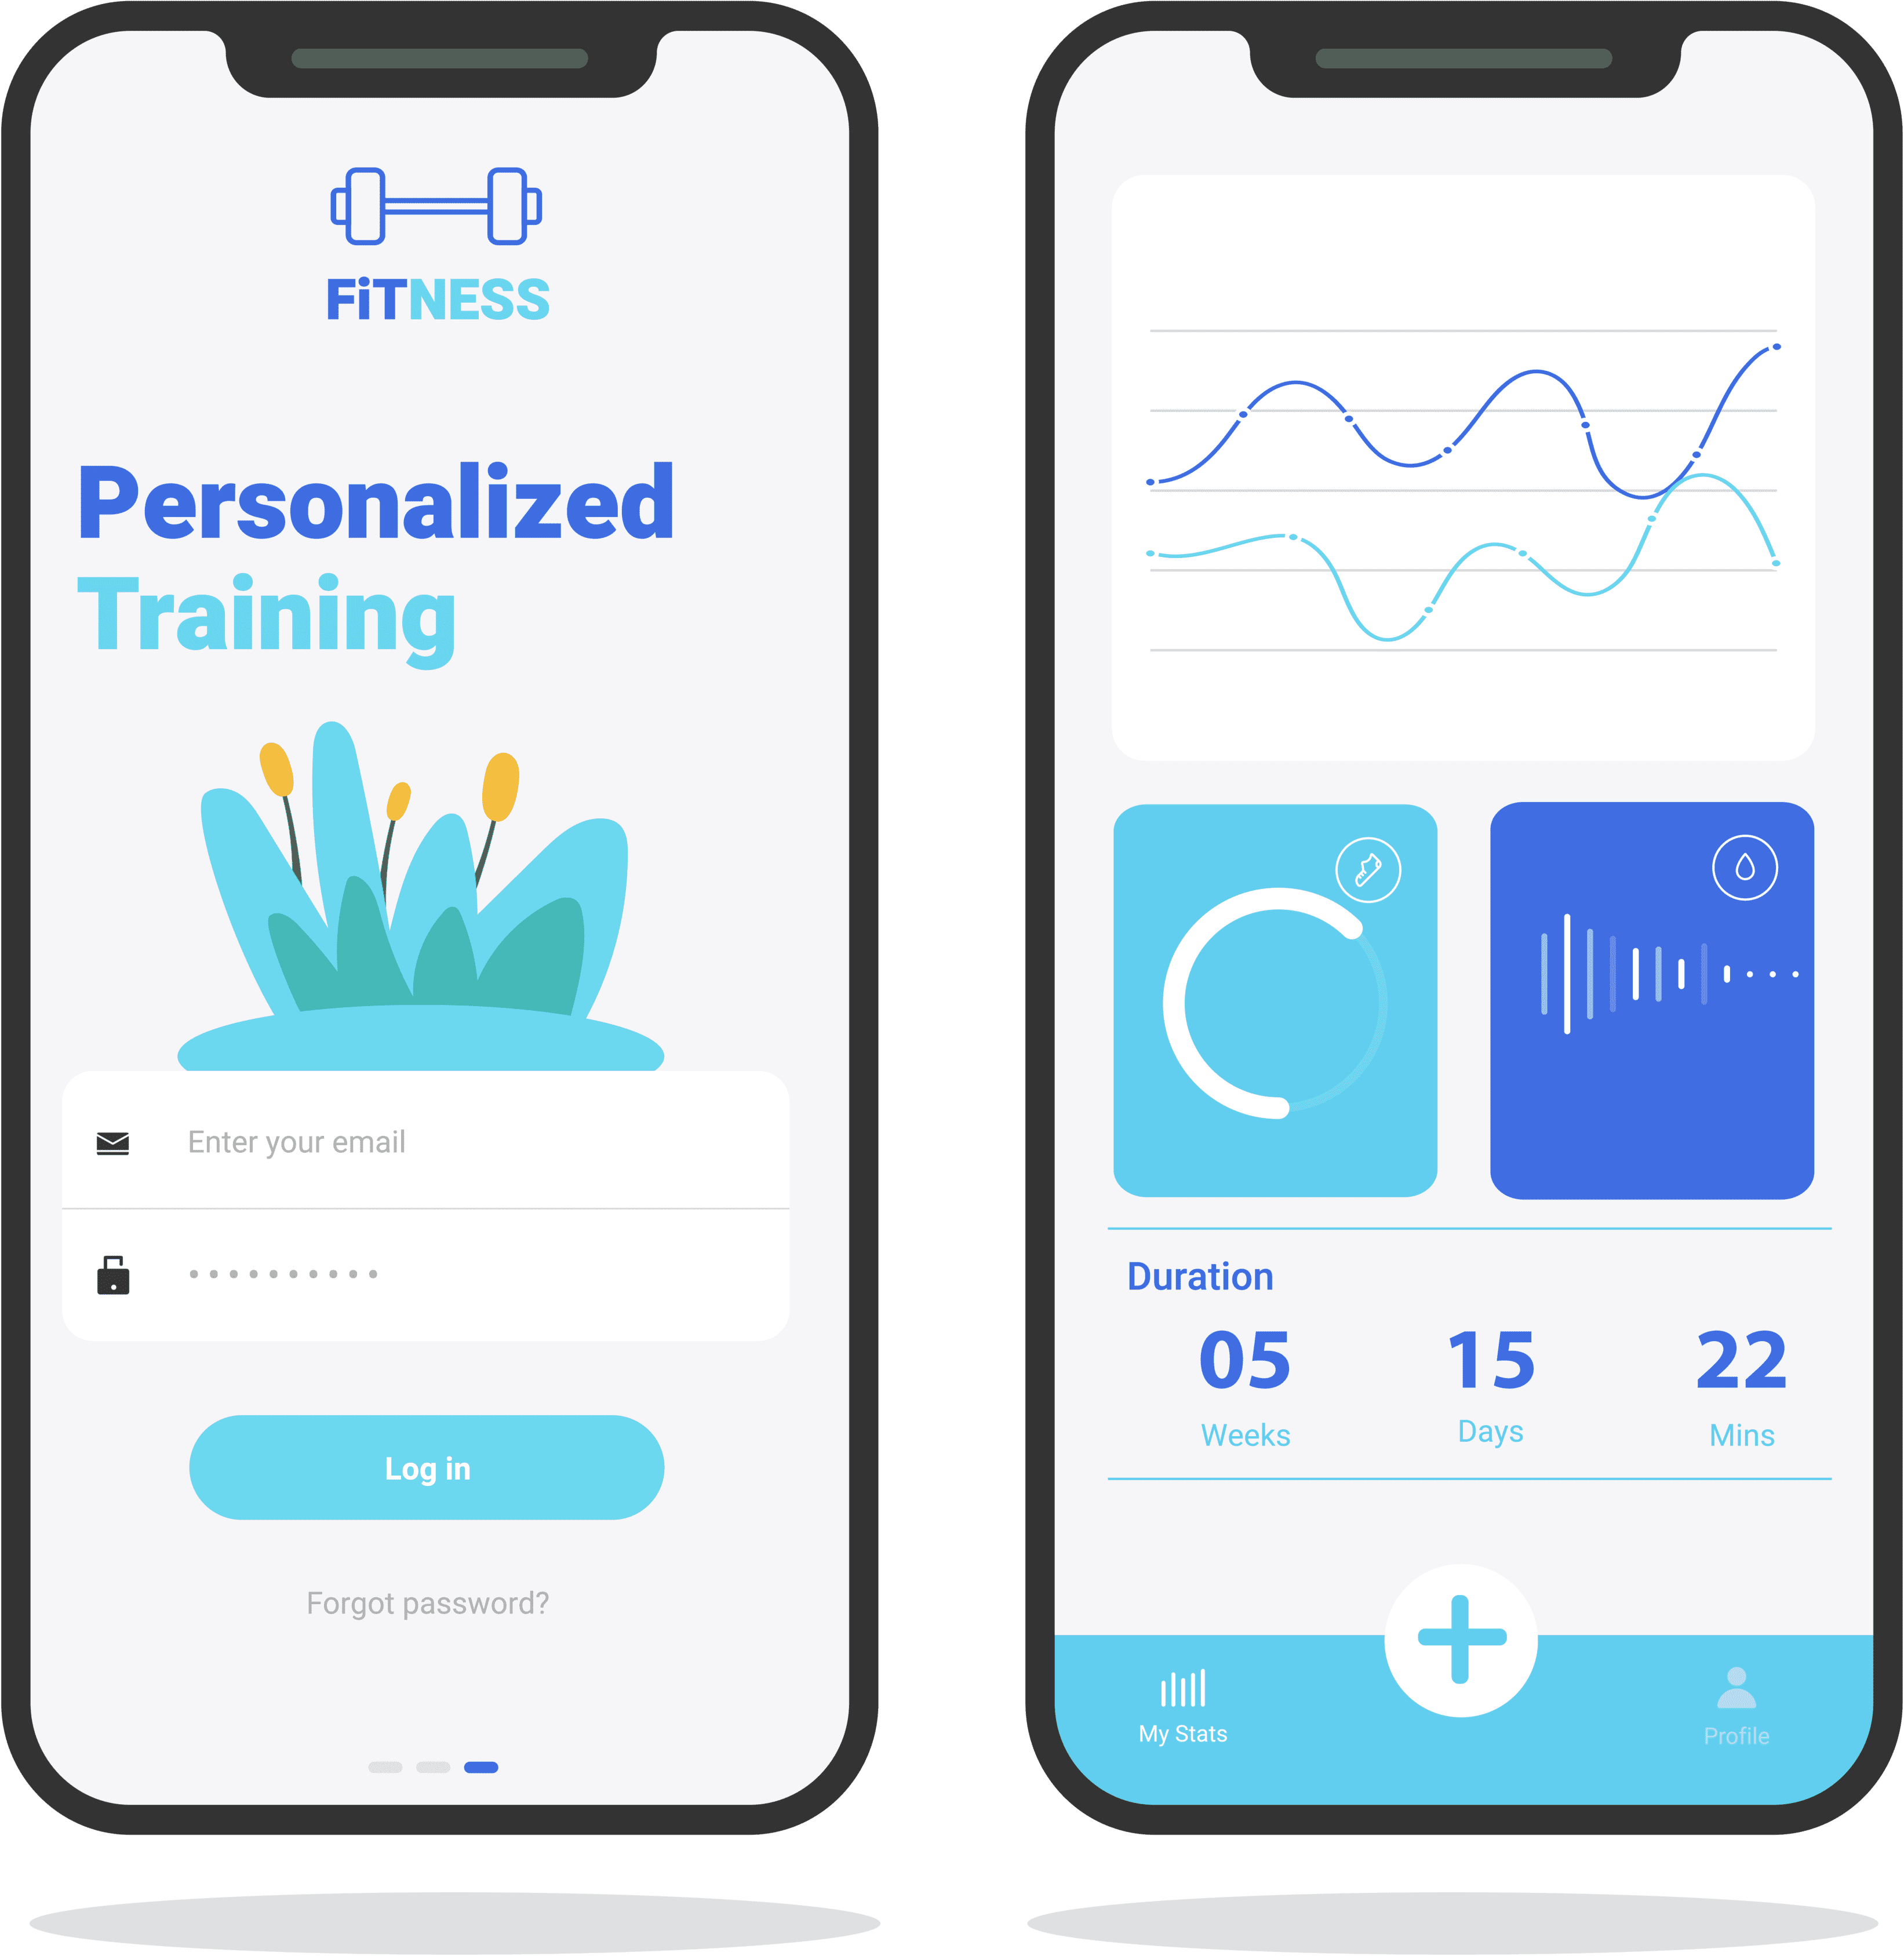 FiTNESS
Personalized
Training
Enter your email
Log in
Forgot password?
Duration
05 15 22
Weeks Days Mins
My Stats Profile